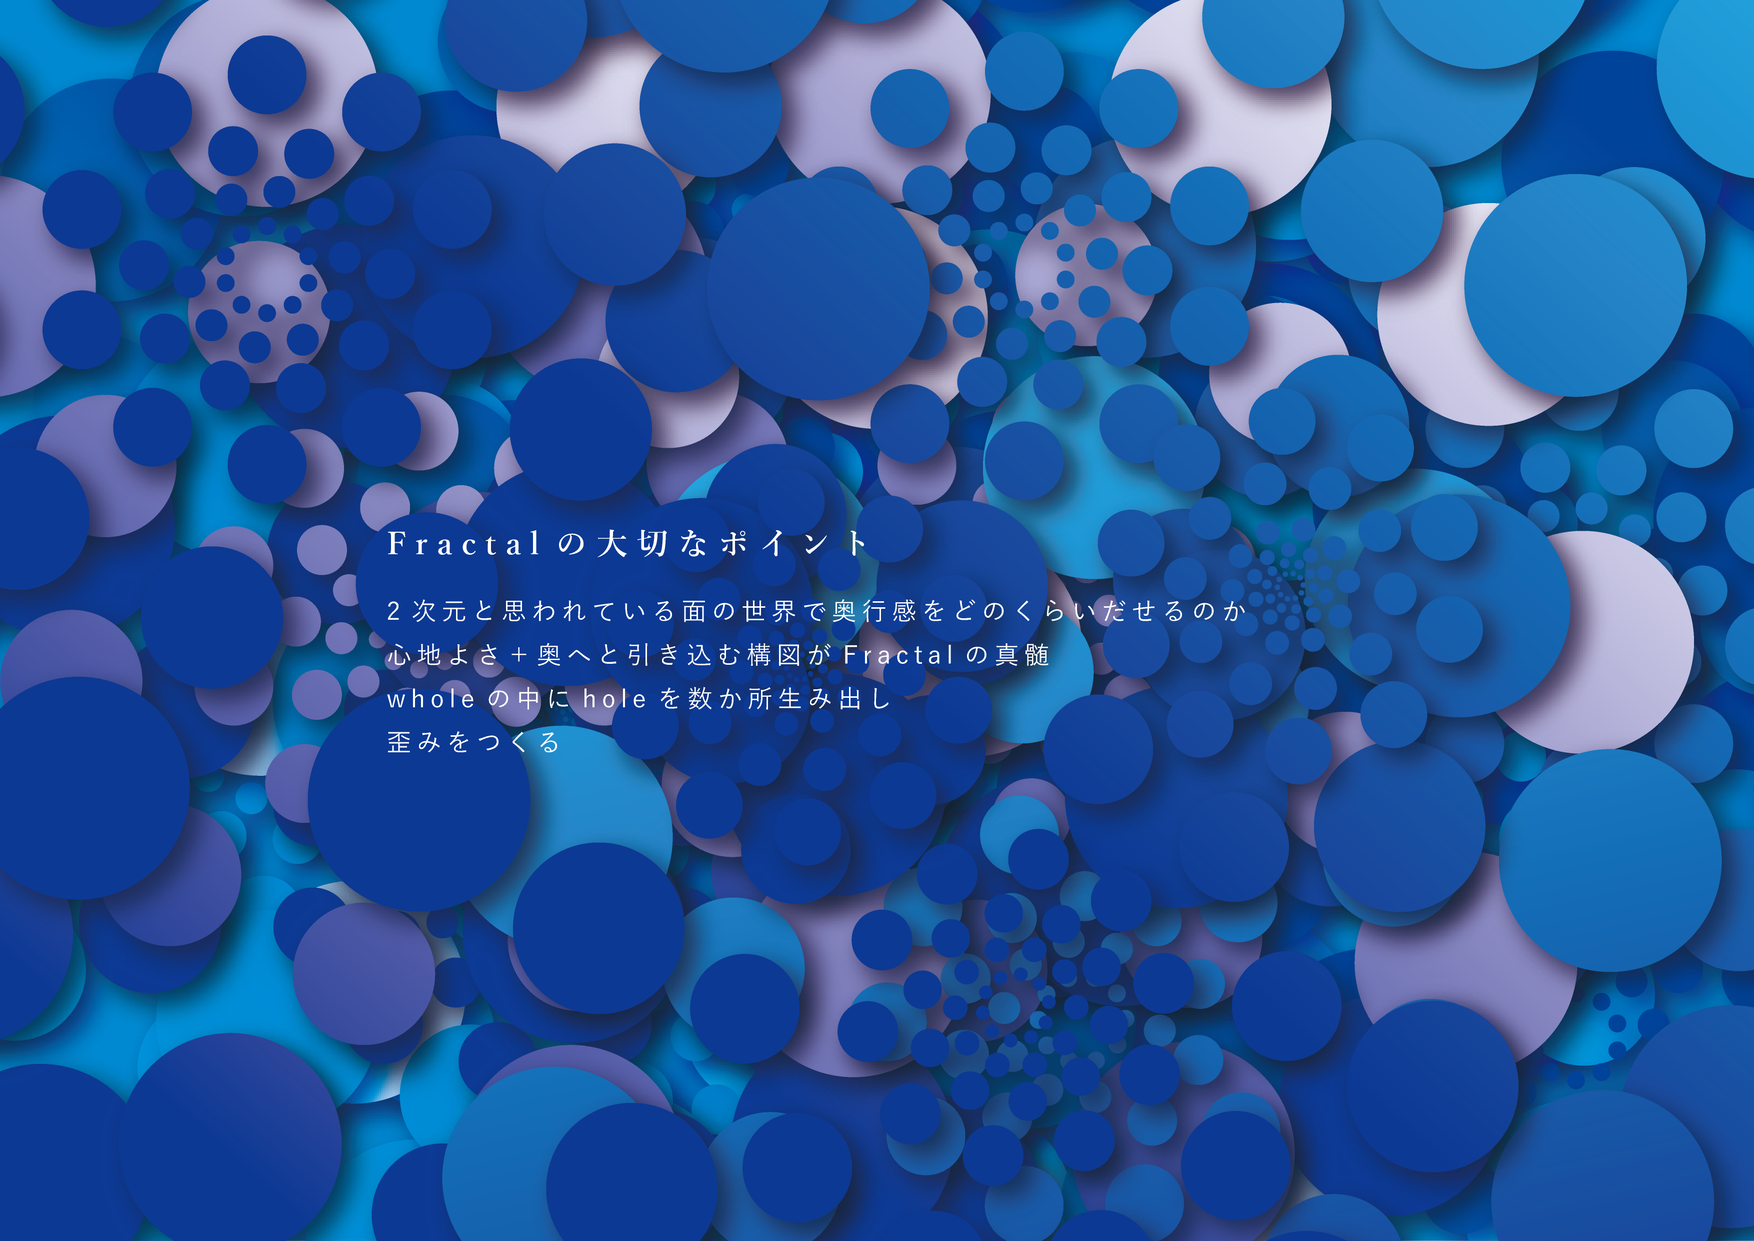 Fractalの大切なポイント
2次元と思われている面の世界で奥行感をどのくらいだせるのか
心地よさ＋奥へと引き込む構図がFractalの真髄
wholeの中にholeを数か所生み出し
歪みをつくる